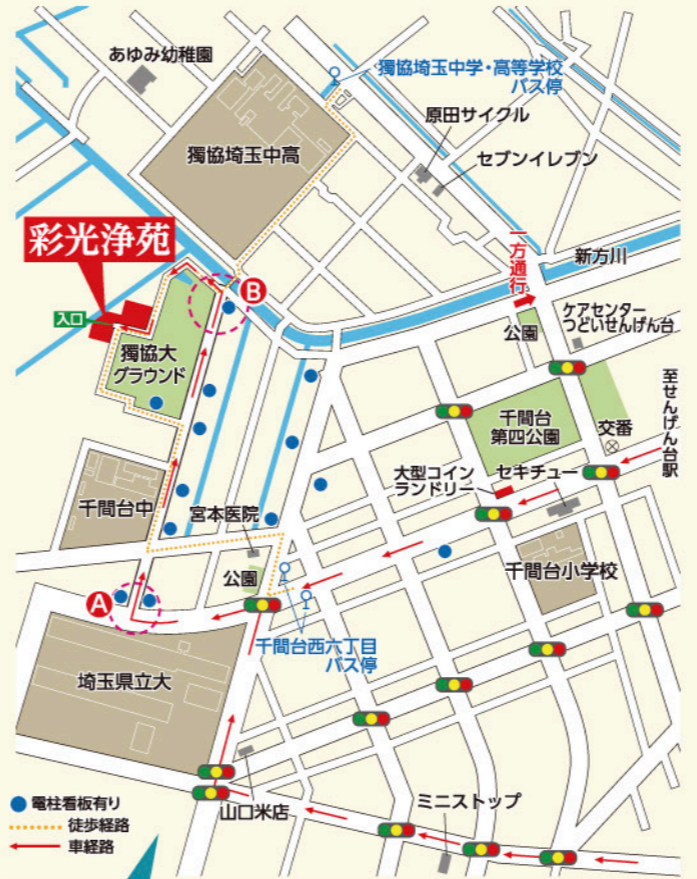 あゆみ幼稚園
獨協埼玉中学・高等学校
バス停
原田サイクル
セブンイレブン
獨協埼玉中高
彩光浄苑
入口
B
一方通行
新方川
公園
ケアセンター
つどいせんげん台
獨協大
グラウンド
至せんげん台駅
千間台
第四公園
交番
大型コイン
ランドリー
セキチュー
千間台中
宮本医院
千間台小学校
公園
A
千間台西六丁目
バス停
埼玉県立大
山口米店
ミニストップ
電柱看板有り
徒歩経路
車経路